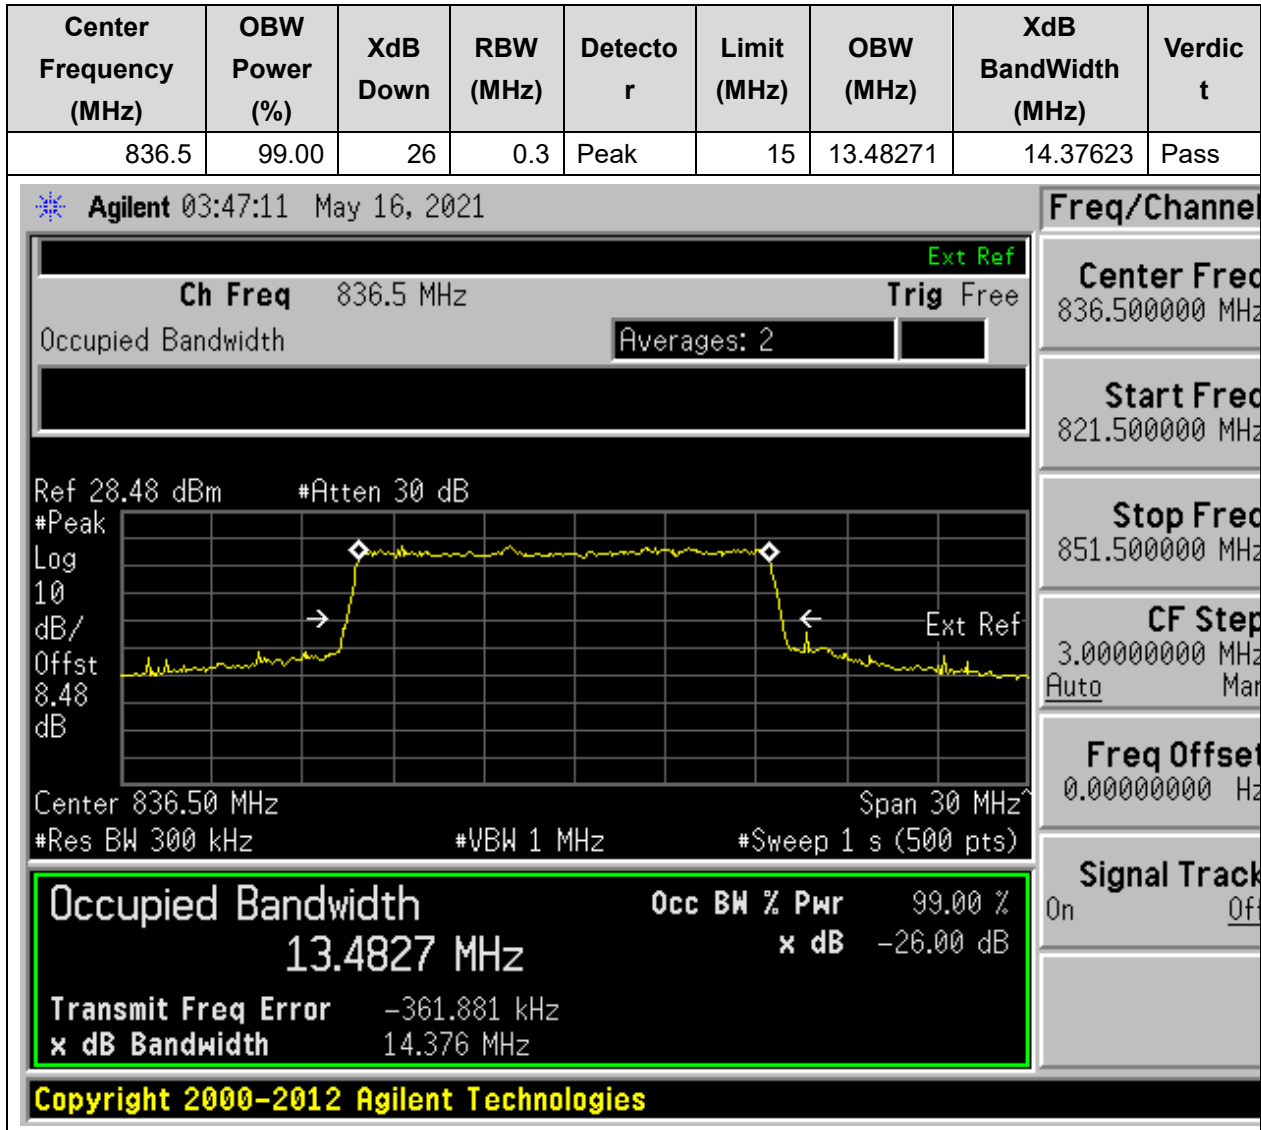 Center Frequency (MHz) OBW Power (%) XdB Down RBW (MHz) Detecto r Limit (MHz) OBW (MHz) XdB BandWidth (MHz) Verdic t
836.5 99.00 26 0.3 Peak 15 13.48271 14.37623 Pass
Agilent 03:47:11 May 16, 2021
Freq/Channel
Ext Ref
Ch Freq 836.5 MHz Trig Free
Occupied Bandwidth Averages: 2
Center Freq
836.500000 MHz
Start Freq
821.500000 MHz
Stop Freq
851.500000 MHz
CF Step
3.00000000 MHz
Auto Man
Freq Offset
0.00000000 Hz
Signal Track
On Off
Ref 28.48 dBm #Atten 30 dB
#Peak
Log
10
dB/
Offst
8.48
dB
Ext Ref
Center 836.50 MHz Span 30 MHz^
#Res BW 300 kHz #VBW 1 MHz #Sweep 1 s (500 pts)
Occupied Bandwidth
13.4827 MHz
Occ BW % Pwr 99.00 %
x dB -26.00 dB
Transmit Freq Error -361.881 kHz
x dB Bandwidth 14.376 MHz
Copyright 2000-2012 Agilent Technologies